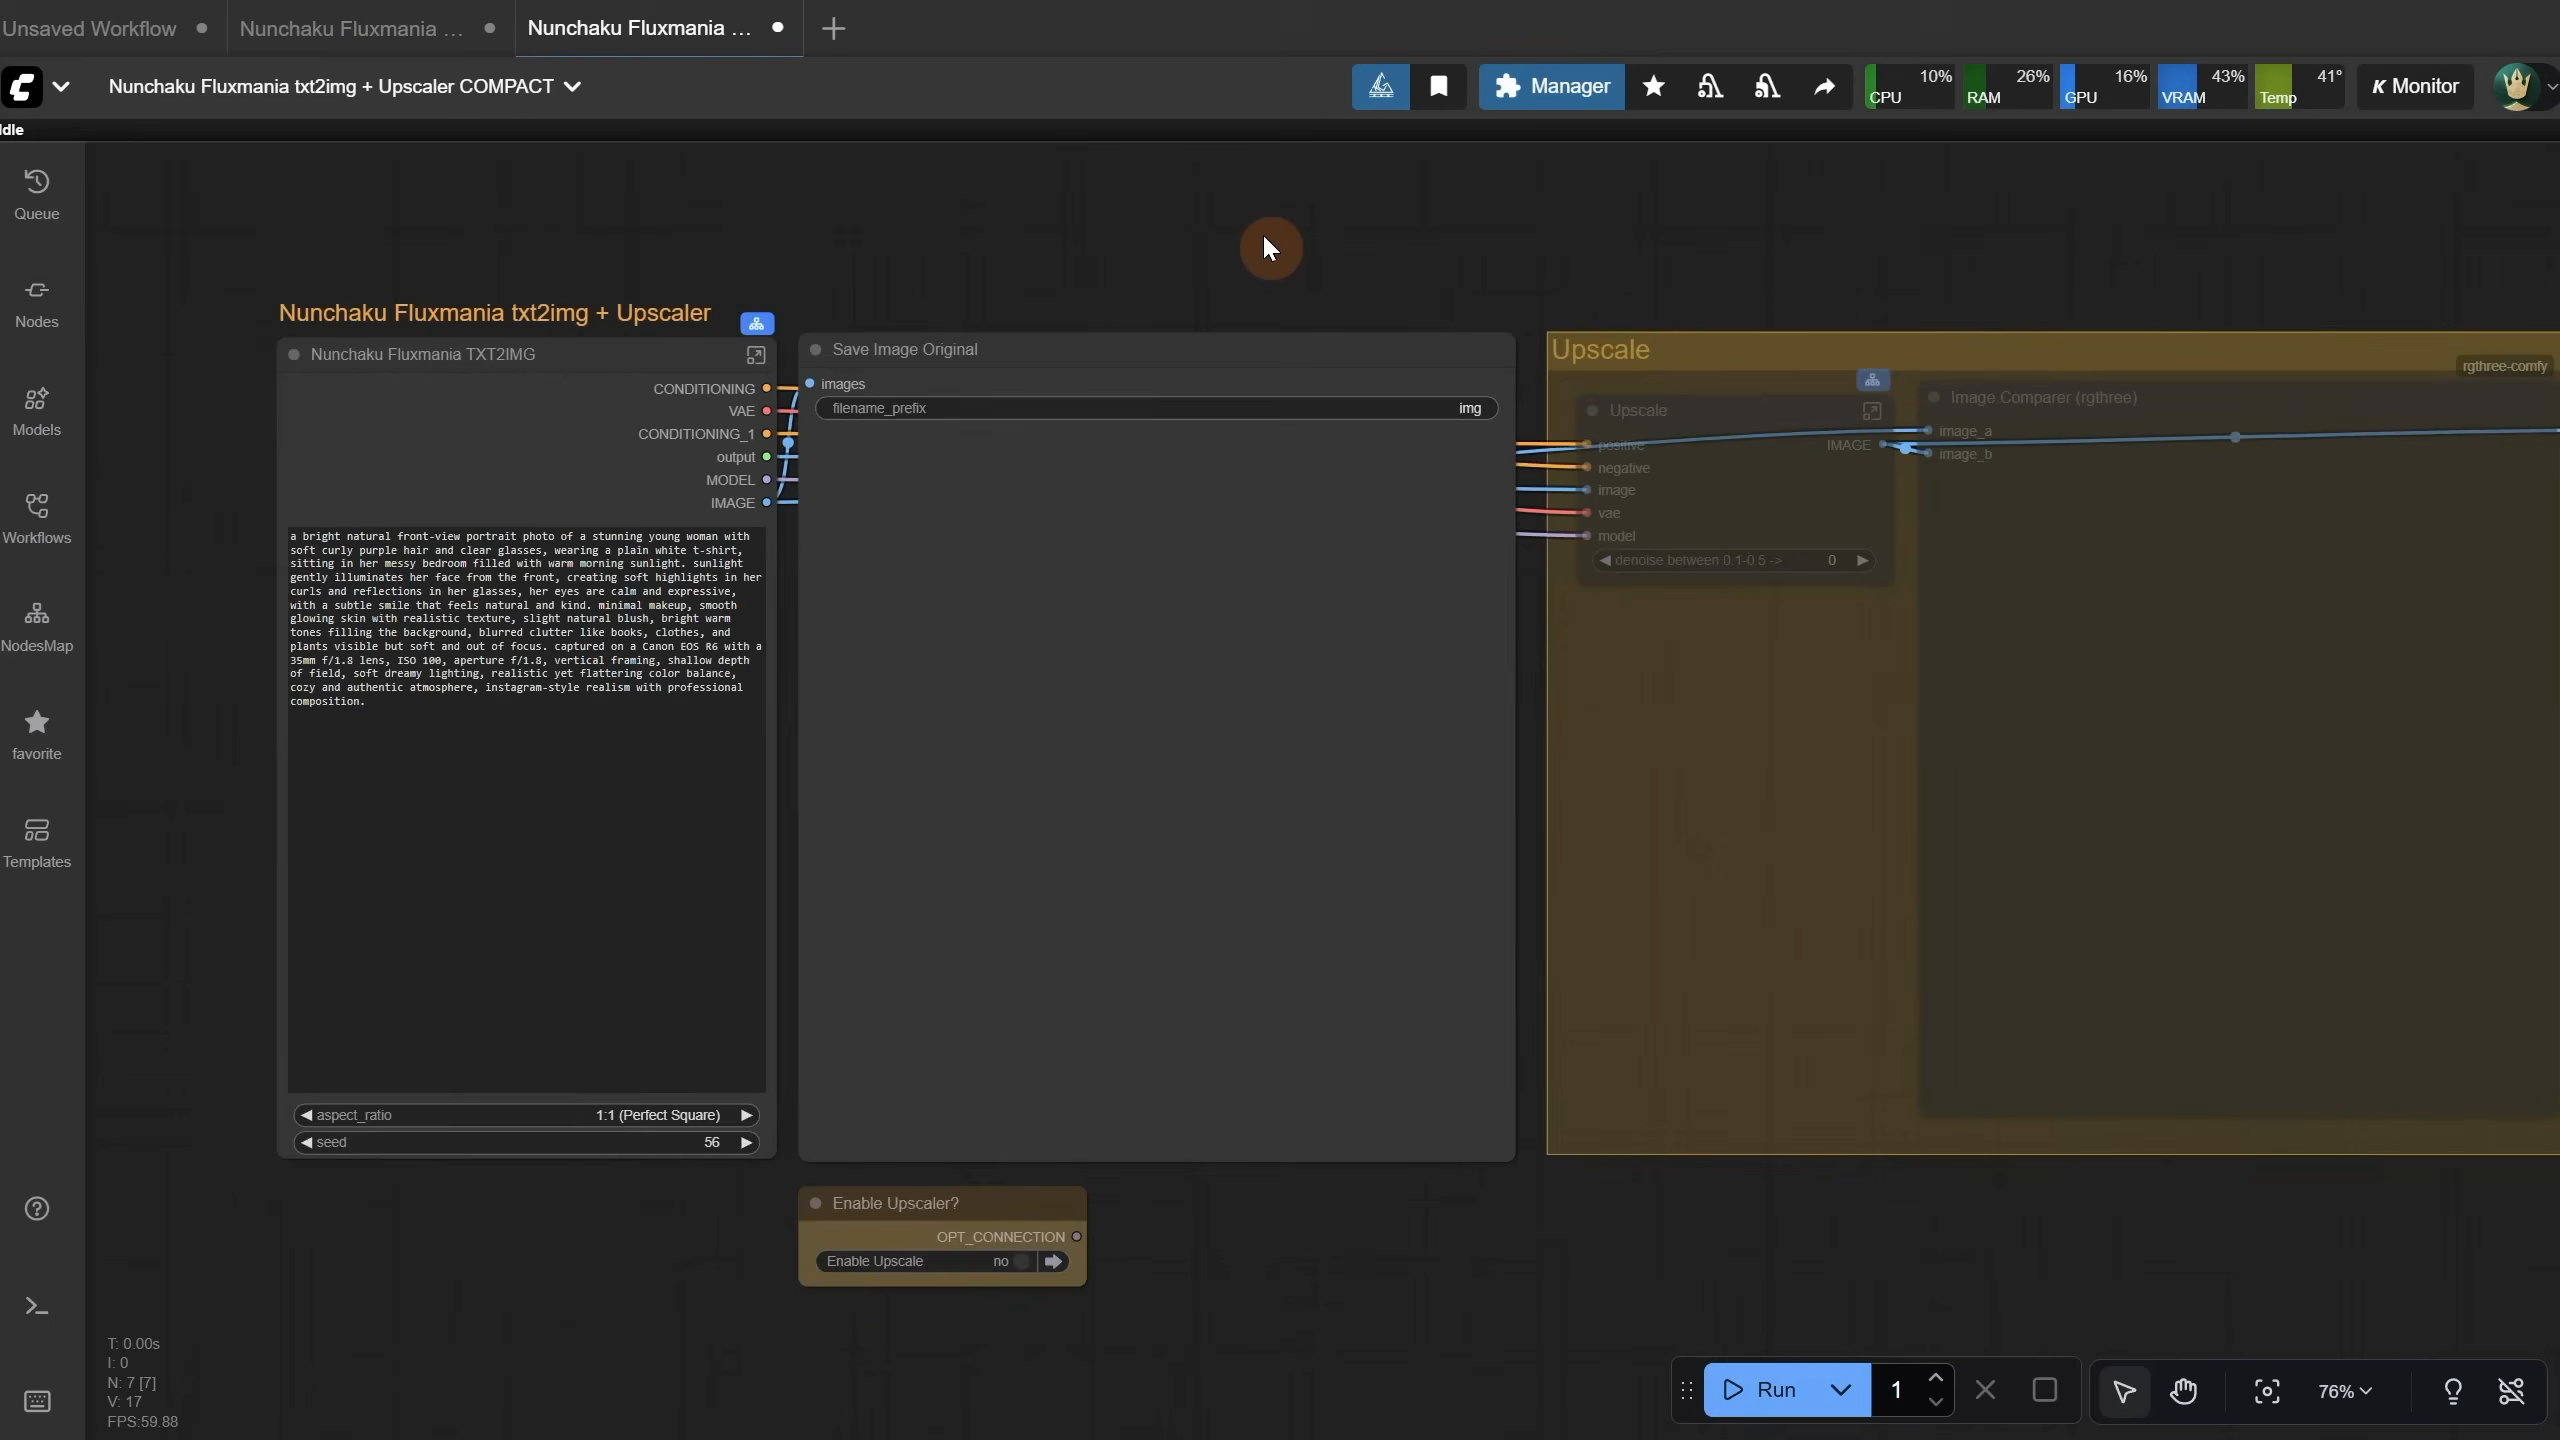 Unsaved Workflow
Nunchaku Fluxmania ...
Nunchaku Fluxmania ...
Nunchaku Fluxmania txt2img + Upscaler COMPACT
Manager
CPU 10%
RAM 26%
GPU 16%
VRAM 43%
Temp 41°
K Monitor
Idle
Queue
Nodes
Models
Workflows
NodesMap
favorite
Templates
Nunchaku Fluxmania txt2img + Upscaler
Nunchaku Fluxmania TXT2IMG
CONDITIONING
VAE
CONDITIONING_1
output
MODEL
IMAGE
a bright natural front-view portrait photo of a stunning young woman with
soft curly purple hair and clear glasses, wearing a plain white t-shirt,
sitting in her messy bedroom filled with warm morning sunlight. sunlight
gently illuminates her face from the front, creating soft highlights in her
curls and reflections in her glasses, her eyes are calm and expressive,
with a subtle smile that feels natural and kind. minimal makeup, smooth
glowing skin with realistic texture, slight natural blush, bright warm
tones filling the background, blurred clutter like books, clothes, and
plants visible but soft and out of focus. captured on a Canon EOS R6 with a
35mm f/1.8 lens, ISO 100, aperture f/1.8, vertical framing, shallow depth
of field, soft dreamy lighting, realistic yet flattering color balance,
cozy and authentic atmosphere, instagram-style realism with professional
composition.
aspect_ratio 1:1 (Perfect Square)
seed 56
Save Image Original
images
filename_prefix img
Enable Upscaler?
OPT_CONNECTION
Enable Upscale no
Upscale
rgthree-comfy
Upscale
positive IMAGE
negative
image
vae
model
denoise between 0.1-0.5 -> 0
Image Comparer (rgthree)
image_a
image_b
T: 0.00s
I: 0
N: 7 [7]
V: 17
FPS:59.88
Run
1
76%